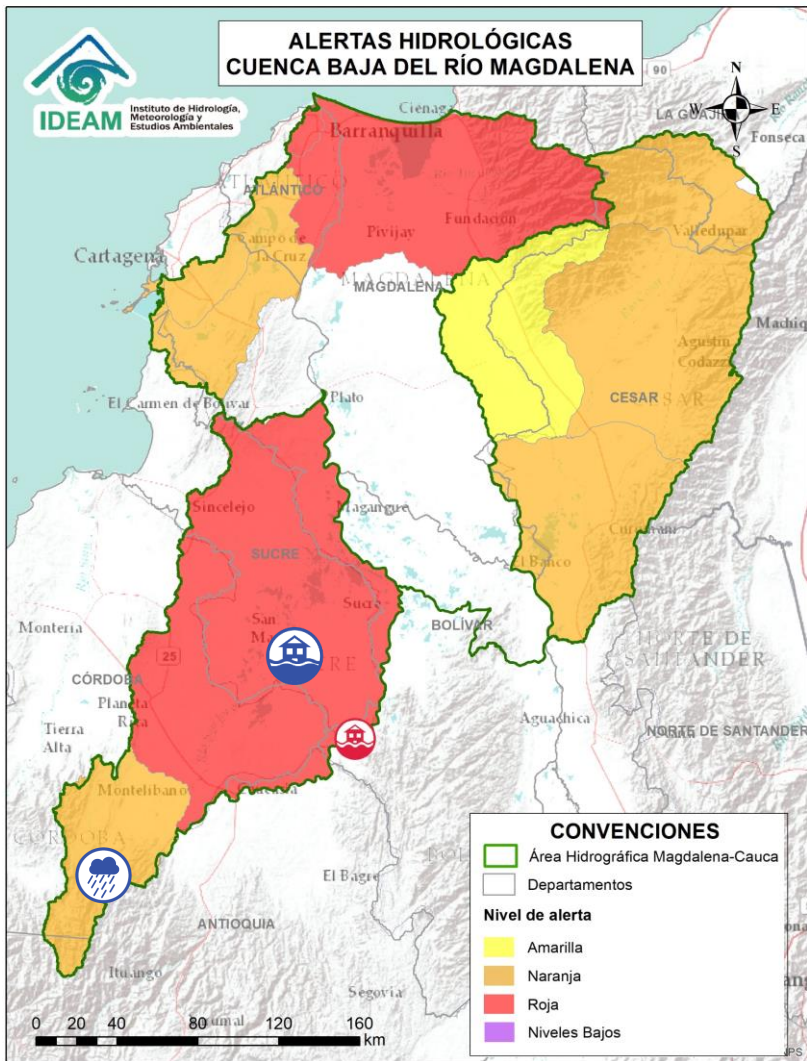 ALERTAS HIDROLÓGICAS
CUENCA BAJA DEL RÍO MAGDALENA
IDEAM
Instituto de Hidrología,
Meteorología y
Estudios Ambientales
N
W
E
S
90
Ciénaga
LA GUAJI
Fonseca
Barranquilla
ATLÁNTICO
Valledupar
Fundación
Pivijay
Campo de
la Cruz
Cartagena
MAGDALENA
MAGDALENA
Machiq
Agustín
Codazz
CESAR
El Carmen de Bolívar
Plato
Sincelejo
Magangué
SUCRE
El Banco
Sucre
San
BOLÍVAR
Montería
25
CÓRDOBA
NORTE DE
SANTANDER
Planeta
Rica
Tierra
Alta
Aguachica
NORTE DE SANTANDER
Montelíbano
CÓRDOBA
El Bagre
ANTIOQUIA
Ituango
Segovia
CONVENCIONES
Área Hidrográfica Magdalena-Cauca
Departamentos
Nivel de alerta
Amarilla
Naranja
Roja
Niveles Bajos
0 20 40 80 120 160
km